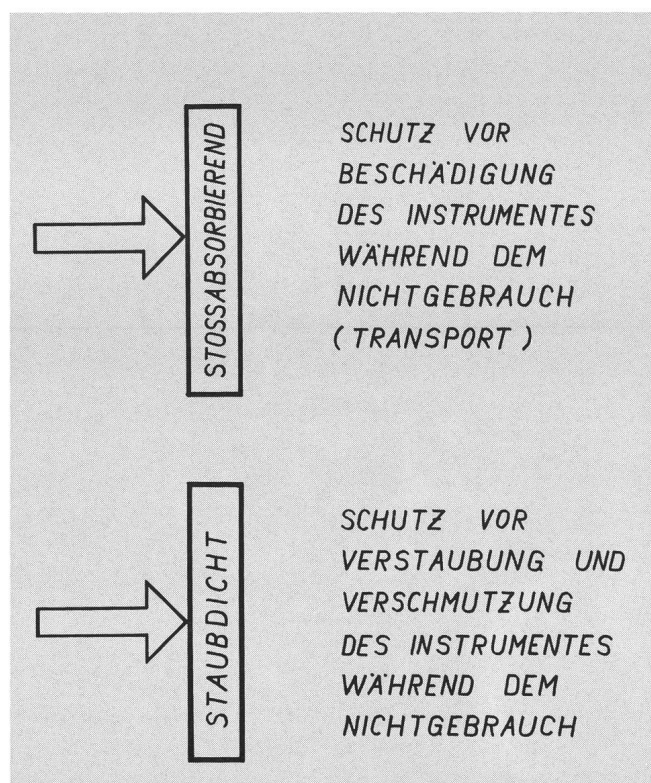 STOSSABSORBIEREND
SCHUTZ VOR
BESCHÄDIGUNG
DES INSTRUMENTES
WÄHREND DEM
NICHTGEBRAUCH
( TRANSPORT )
STAUBDICHT
SCHUTZ VOR
VERSTAUBUNG UND
VERSCHMUTZUNG
DES INSTRUMENTES
WÄHREND DEM
NICHTGEBRAUCH